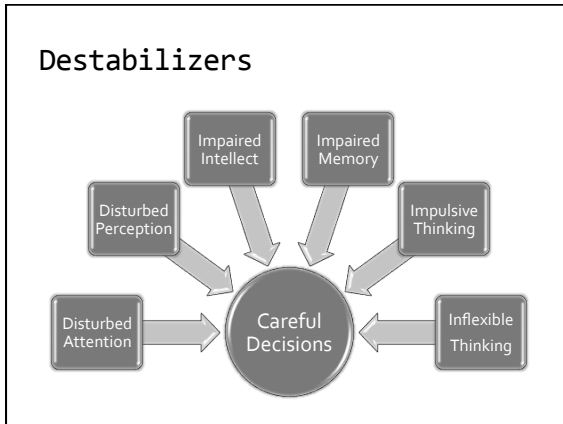 Destabilizers
Impaired
Intellect
Impaired
Memory
Disturbed
Perception
Impulsive
Thinking
Disturbed
Attention
Careful
Decisions
Inflexible
Thinking